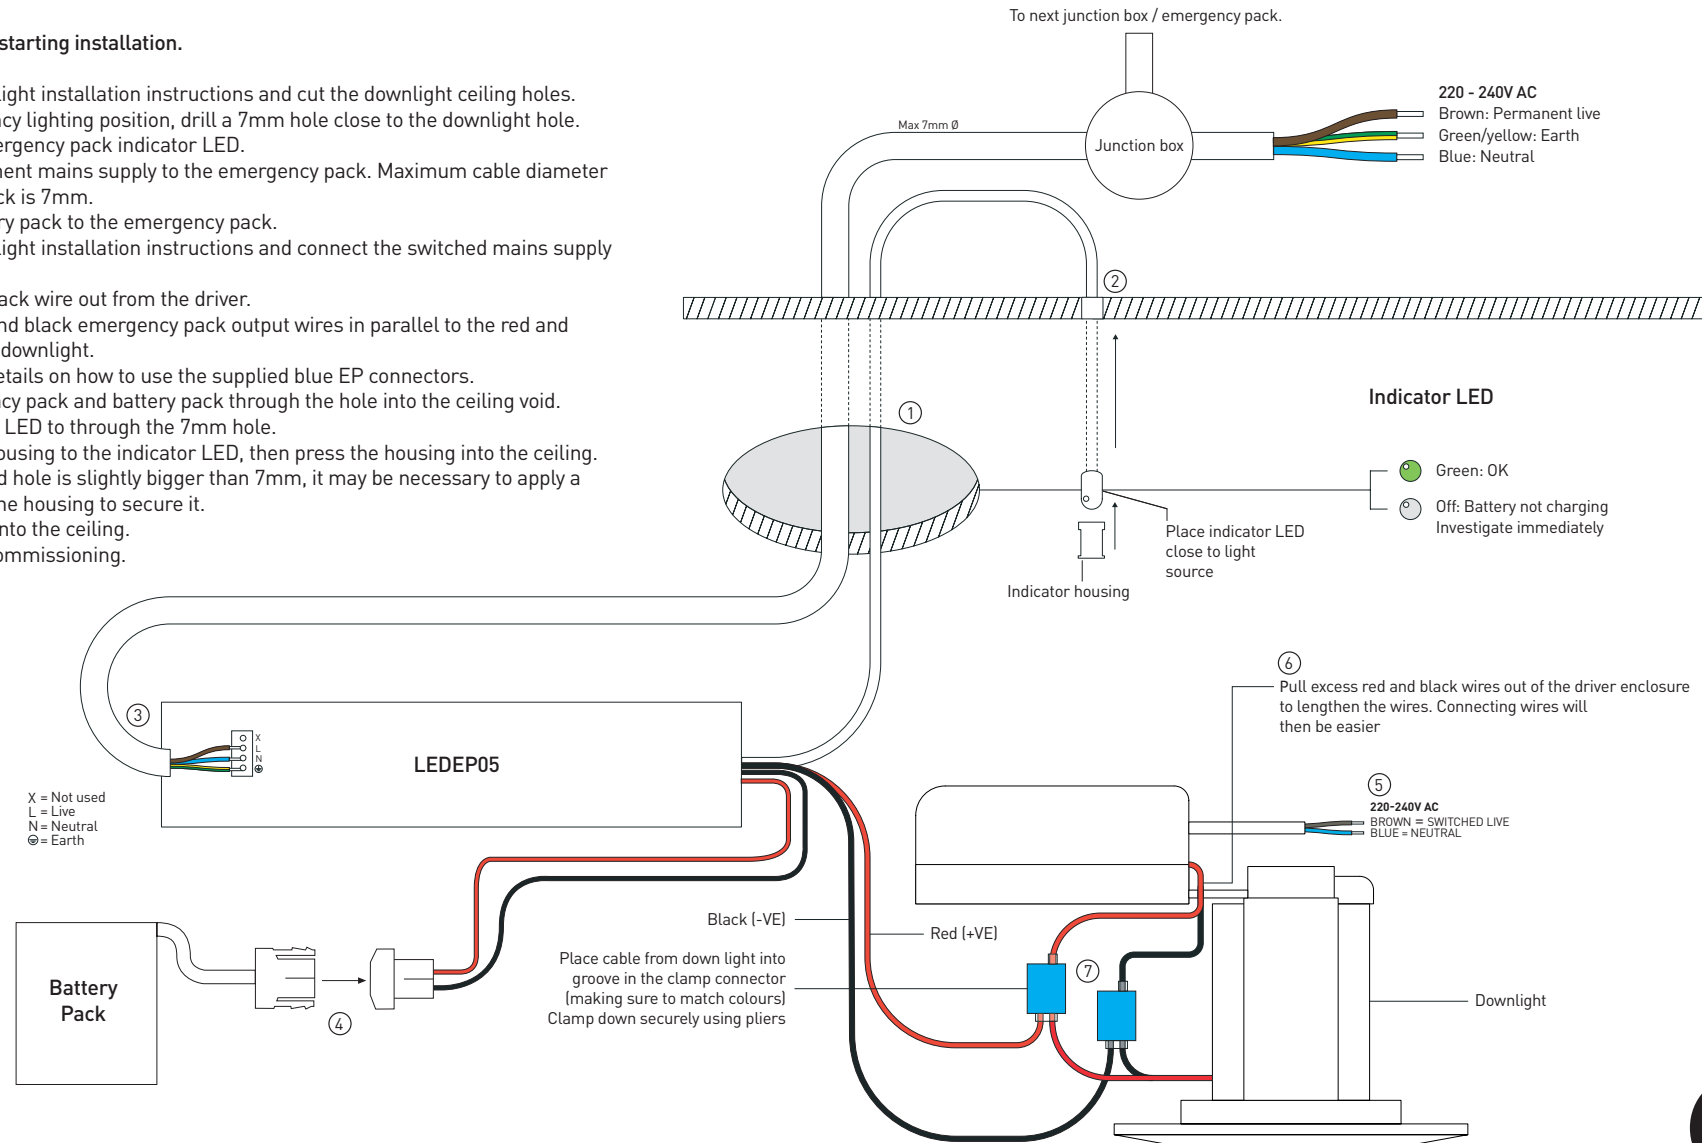 starting installation.
light installation instructions and cut the downlight ceiling holes.
cy lighting position, drill a 7mm hole close to the downlight hole.
ergency pack indicator LED.
nent mains supply to the emergency pack. Maximum cable diameter
ck is 7mm.
ry pack to the emergency pack.
light installation instructions and connect the switched mains supply
ack wire out from the driver.
nd black emergency pack output wires in parallel to the red and
downlight.
etails on how to use the supplied blue EP connectors.
cy pack and battery pack through the hole into the ceiling void.
LED to through the 7mm hole.
ousing to the indicator LED, then press the housing into the ceiling.
d hole is slightly bigger than 7mm, it may be necessary to apply a
he housing to secure it.
nto the ceiling.
ommissioning.
To next junction box / emergency pack.
Max 7mm Ø
Junction box
220 - 240V AC
Brown: Permanent live
Green/yellow: Earth
Blue: Neutral
2
1
Indicator LED
Green: OK
Off: Battery not charging
Investigate immediately
Place indicator LED
close to light
source
Indicator housing
3
X
L
N
LEDEP05
X = Not used
L = Live
N = Neutral
⏚ = Earth
6
Pull excess red and black wires out of the driver enclosure
to lengthen the wires. Connecting wires will
then be easier
5
220-240V AC
BROWN = SWITCHED LIVE
BLUE = NEUTRAL
Black (-VE)
Red (+VE)
Place cable from down light into
groove in the clamp connector
(making sure to match colours)
Clamp down securely using pliers
7
Battery
Pack
4
Downlight